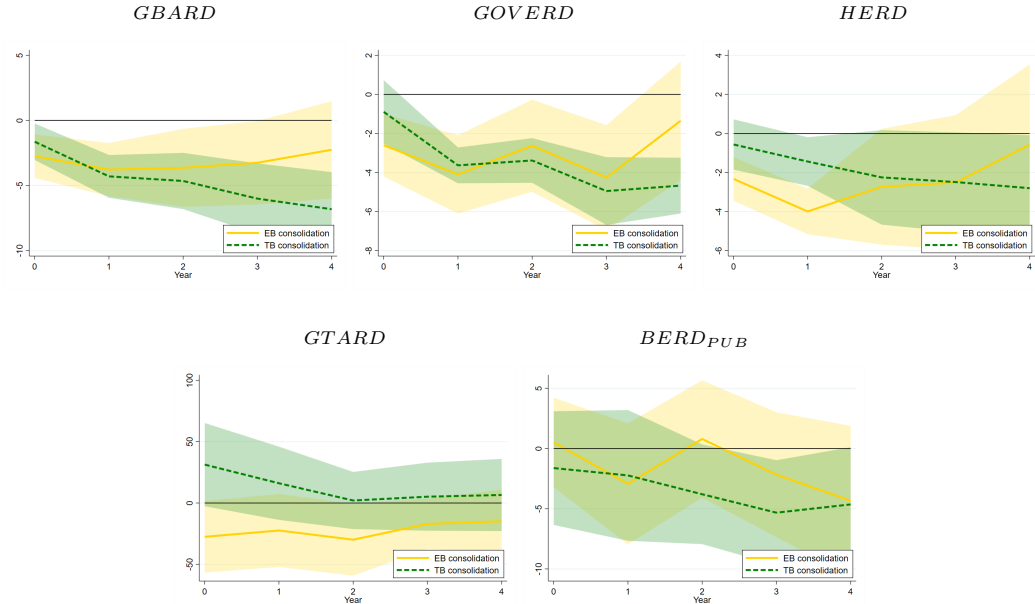 GBARD
5
0
-5
-10
0 1 2 3 4
Year
EB consolidation
TB consolidation
GOVERD
2
0
-2
-4
-6
-8
0 1 2 3 4
Year
EB consolidation
TB consolidation
HERD
4
2
0
-2
-4
-6
0 1 2 3 4
Year
EB consolidation
TB consolidation
GTARD
100
50
0
-50
0 1 2 3 4
Year
EB consolidation
TB consolidation
BERD_PUB
5
0
-5
-10
0 1 2 3 4
Year
EB consolidation
TB consolidation